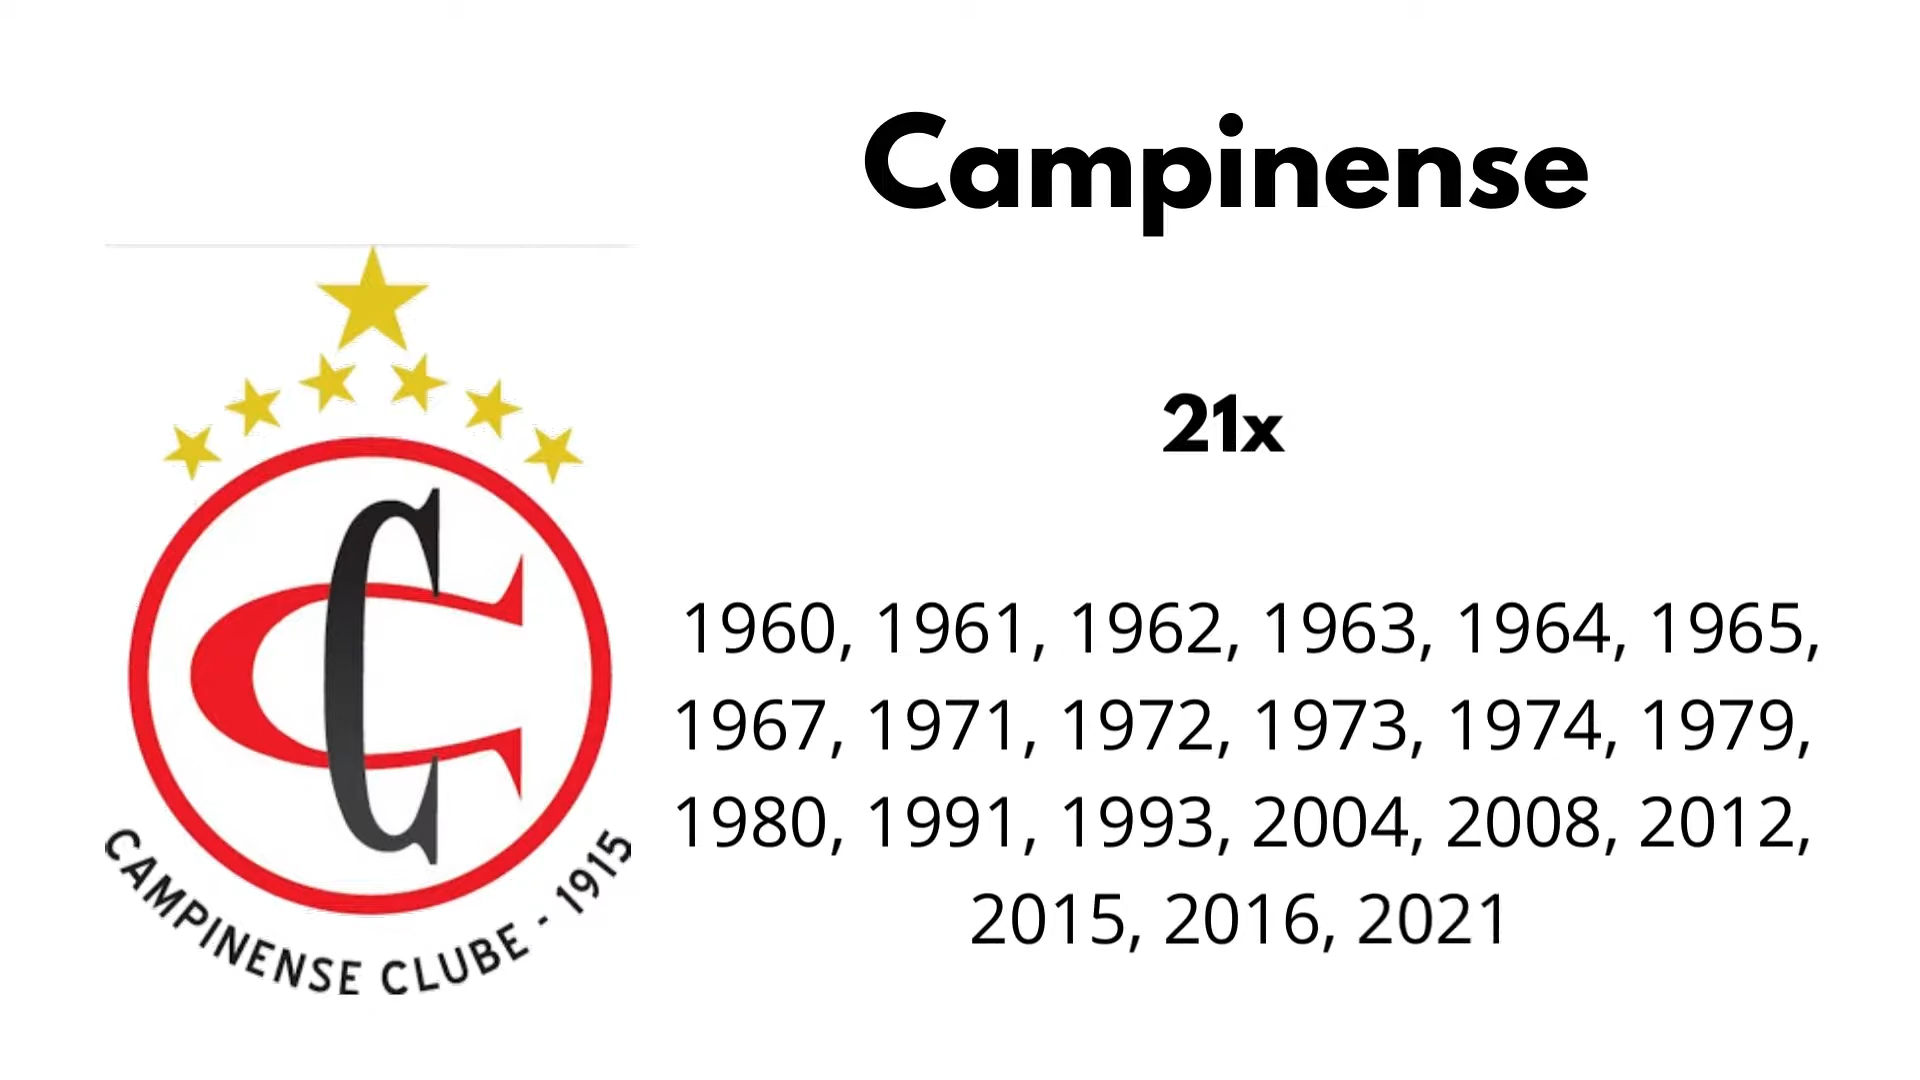 Campinense
21x
1960, 1961, 1962, 1963, 1964, 1965,
1967, 1971, 1972, 1973, 1974, 1979,
1980, 1991, 1993, 2004, 2008, 2012,
2015, 2016, 2021
CC
CAMPINENSE CLUBE - 1915